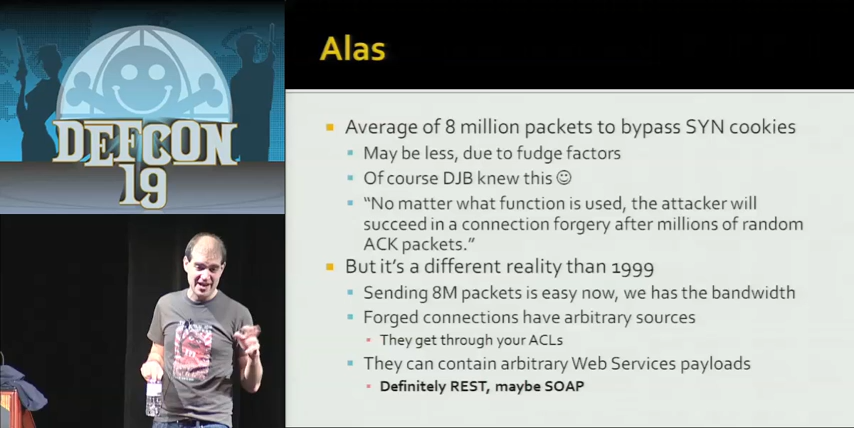 DEFCON
19
Alas
Average of 8 million packets to bypass SYN cookies
May be less, due to fudge factors
Of course DJB knew this ☺
“No matter what function is used, the attacker will
succeed in a connection forgery after millions of random
ACK packets.”
But it’s a different reality than 1999
Sending 8M packets is easy now, we has the bandwidth
Forged connections have arbitrary sources
They get through your ACLs
They can contain arbitrary Web Services payloads
Definitely REST, maybe SOAP